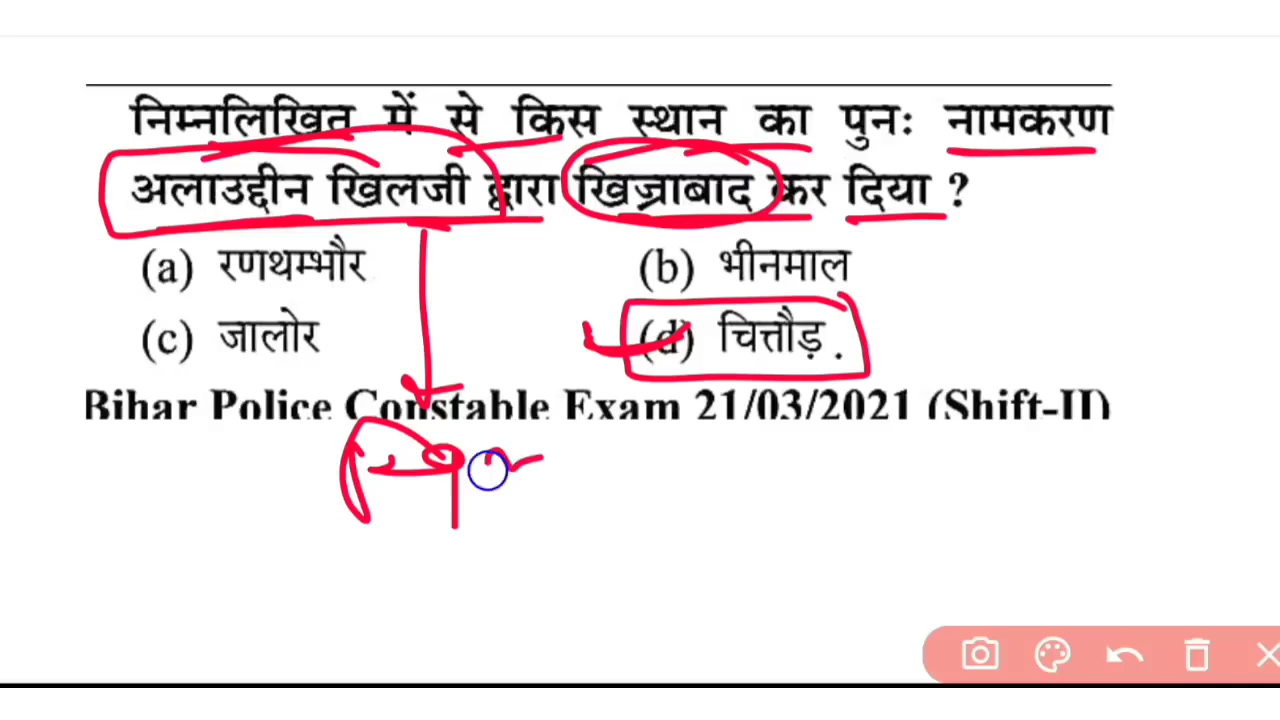 निम्नलिखित में से किस स्थान का पुनः नामकरण
अलाउद्दीन खिलजी द्वारा खिज्राबाद कर दिया ?
(a) रणथम्भौर (b) भीनमाल
(c) जालोर (d) चित्तौड़ .
Bihar Police Constable Exam 21/03/2021 (Shift-II)